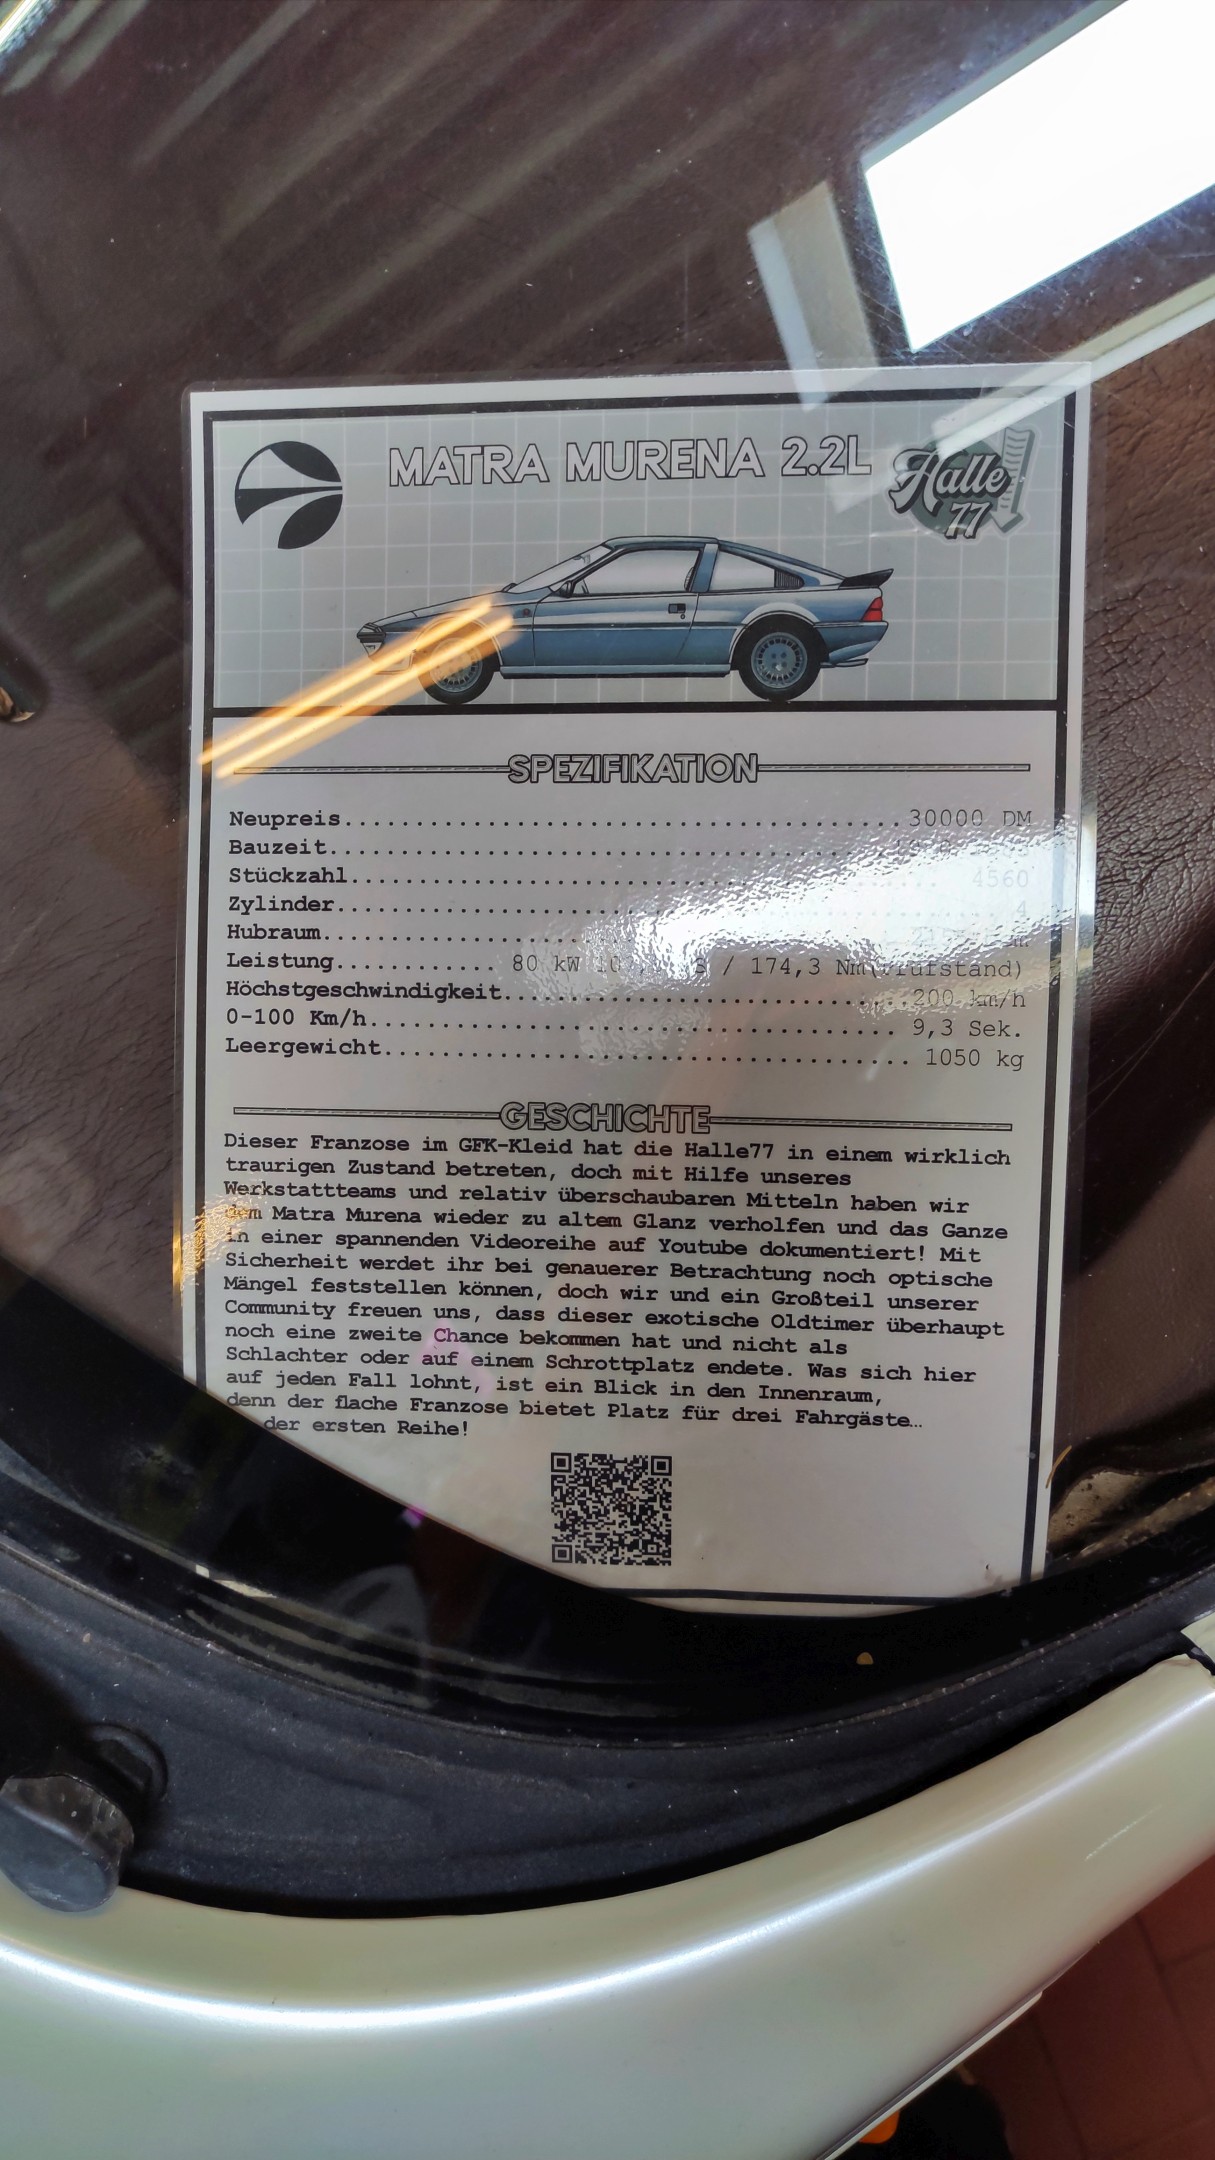 MATRA MURENA 2.2L
Halle
77
SPEZIFIKATION
Neupreis....................................... 30000 DM
Bauzeit
Stückzahl 4560
Zylinder 4
Hubraum
Leistung........... 80 kW / 174,3
Höchstgeschwindigkeit............................ 200 km/h
0-100 Km/h..................................... 9,3 Sek.
Leergewicht..................................... 1050 kg
GESCHICHTE
Dieser Franzose im GFK-Kleid hat die Halle77 in einem wirklich
traurigen Zustand betreten, doch mit Hilfe unseres
Werkstattteams und relativ überschaubaren Mitteln haben wir
dem Matra Murena wieder zu altem Glanz verholfen und das Ganze
in einer spannenden Videoreihe auf Youtube dokumentiert! Mit
Sicherheit werdet ihr bei genauerer Betrachtung noch optische
Mängel feststellen können, doch wir und ein Großteil unserer
Community freuen uns, dass dieser exotische Oldtimer überhaupt
noch eine zweite Chance bekommen hat und nicht als
Schlachter oder auf einem Schrottplatz endete. Was sich hier
auf jeden Fall lohnt, ist ein Blick in den Innenraum,
denn der flache Franzose bietet Platz für drei Fahrgäste…
der ersten Reihe!